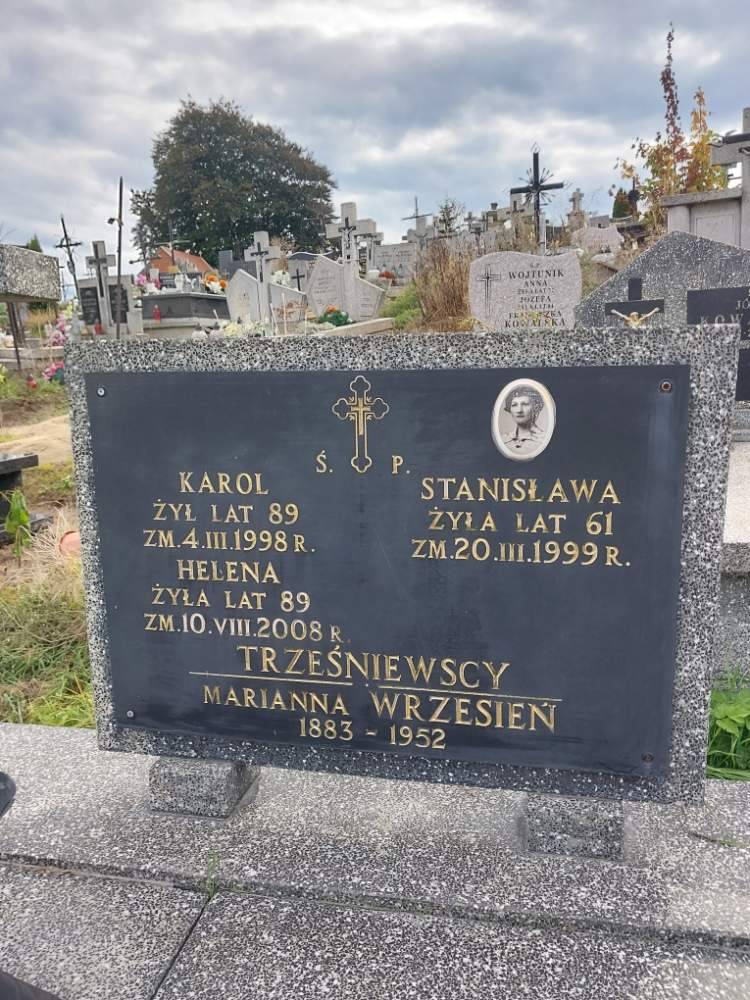 Ś. P.
KAROL
ŻYŁ LAT 89
ZM.4.III.1998 R.
HELENA
ŻYŁA LAT 89
ZM.10.VIII.2008 R.
STANISŁAWA
ŻYŁA LAT 61
ZM.20.III.1999 R.
TRZEŚNIEWSCY
MARIANNA WRZESIEŃ
1883 - 1952
WOJTUNIK
ANNA
JÓZEFA
KOWALSKA